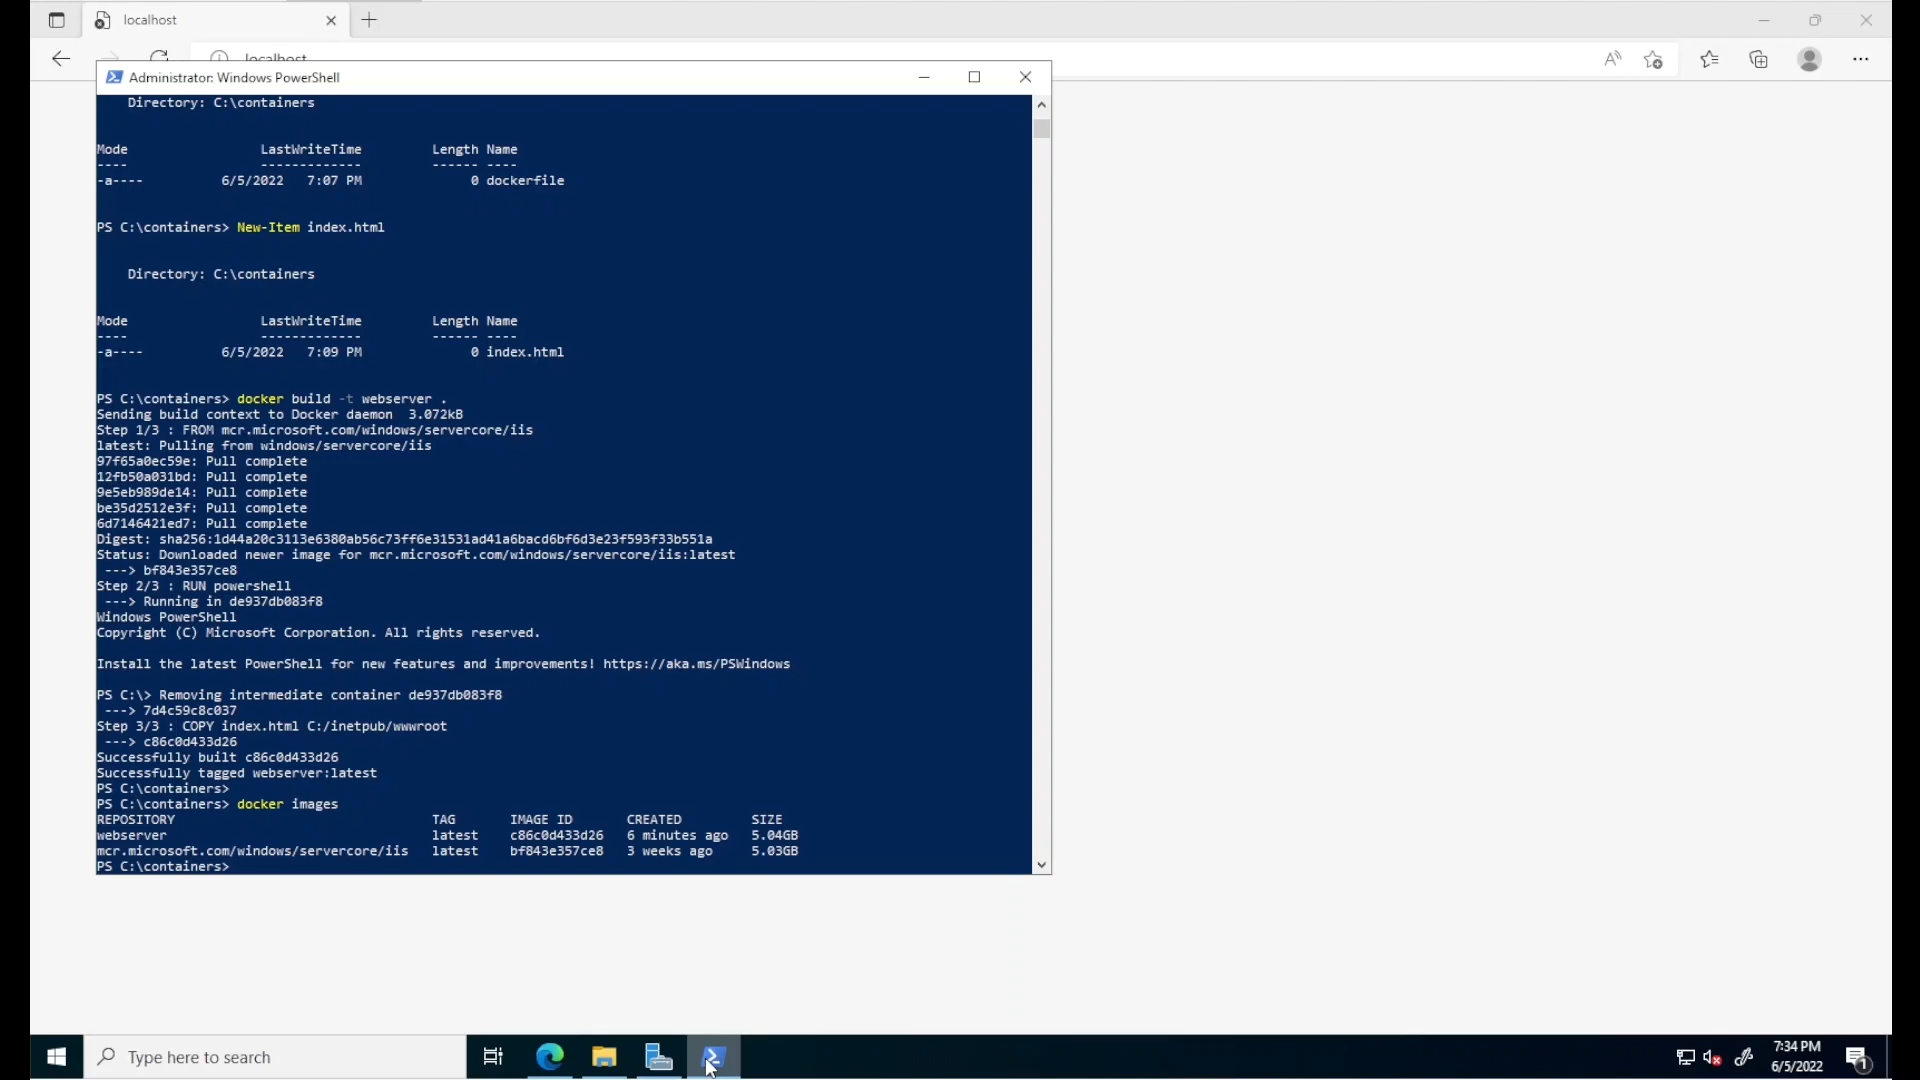 localhost
localhost
Administrator: Windows PowerShell
Directory: C:\containers
Mode LastWriteTime Length Name
---- ------------- ------ ----
-a---- 6/5/2022 7:07 PM 0 dockerfile
PS C:\containers> New-Item index.html
Directory: C:\containers
Mode LastWriteTime Length Name
---- ------------- ------ ----
-a---- 6/5/2022 7:09 PM 0 index.html
PS C:\containers> docker build -t webserver .
Sending build context to Docker daemon 3.072kB
Step 1/3 : FROM mcr.microsoft.com/windows/servercore/iis
latest: Pulling from windows/servercore/iis
97f65a0ec59e: Pull complete
12fb50a031bd: Pull complete
9e5eb989de14: Pull complete
be35d2512e3f: Pull complete
6d7146421ed7: Pull complete
Digest: sha256:1d44a20c3113e6380ab56c73ff6e31531ad41a6bacd6bf6d3e23f593f33b551a
Status: Downloaded newer image for mcr.microsoft.com/windows/servercore/iis:latest
---> bf843e357ce8
Step 2/3 : RUN powershell
---> Running in de937db083f8
Windows PowerShell
Copyright (C) Microsoft Corporation. All rights reserved.
Install the latest PowerShell for new features and improvements! https://aka.ms/PSWindows
PS C:\> Removing intermediate container de937db083f8
---> 7d4c59c8c037
Step 3/3 : COPY index.html C:/inetpub/wwwroot
---> c86c0d433d26
Successfully built c86c0d433d26
Successfully tagged webserver:latest
PS C:\containers>
PS C:\containers> docker images
REPOSITORY TAG IMAGE ID CREATED SIZE
webserver latest c86c0d433d26 6 minutes ago 5.04GB
mcr.microsoft.com/windows/servercore/iis latest bf843e357ce8 3 weeks ago 5.03GB
PS C:\containers>
Type here to search
7:34 PM
6/5/2022
1